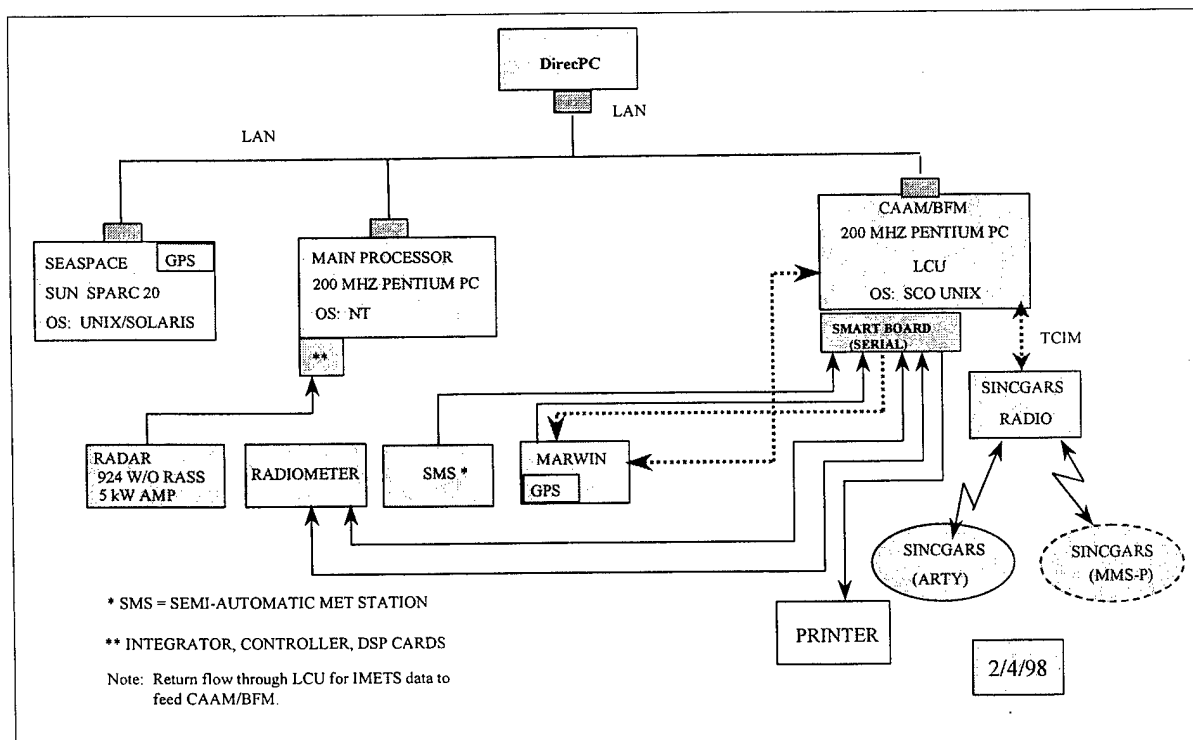 DirecPC
LAN
LAN
SEASPACE
GPS
SUN SPARC 20
OS: UNIX/SOLARIS
MAIN PROCESSOR
200 MHZ PENTIUM PC
OS: NT
**
CAAM/BFM
200 MHZ PENTIUM PC
LCU
OS: SCO UNIX
SMART BOARD
(SERIAL)
TCIM
SINCGARS
RADIO
RADAR
924 W/O RASS
5 kW AMP
RADIOMETER
SMS *
MARWIN
GPS
SINCGARS
(ARTY)
SINCGARS
(MMS-P)
PRINTER
2/4/98
* SMS = SEMI-AUTOMATIC MET STATION
** INTEGRATOR, CONTROLLER, DSP CARDS
Note: Return flow through LCU for IMETS data to
feed CAAM/BFM.